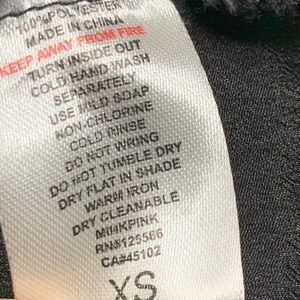 100% POLYESTER
MADE IN CHINA
KEEP AWAY FROM FIRE
TURN INSIDE OUT
COLD HAND WASH
SEPARATELY
USE MILD SOAP
NON-CHLORINE
COLD RINSE
DO NOT WRING
DO NOT TUMBLE DRY
DRY FLAT IN SHADE
WARM IRON
DRY CLEANABLE
MINKPINK
RN#125566
CA#45102
XS